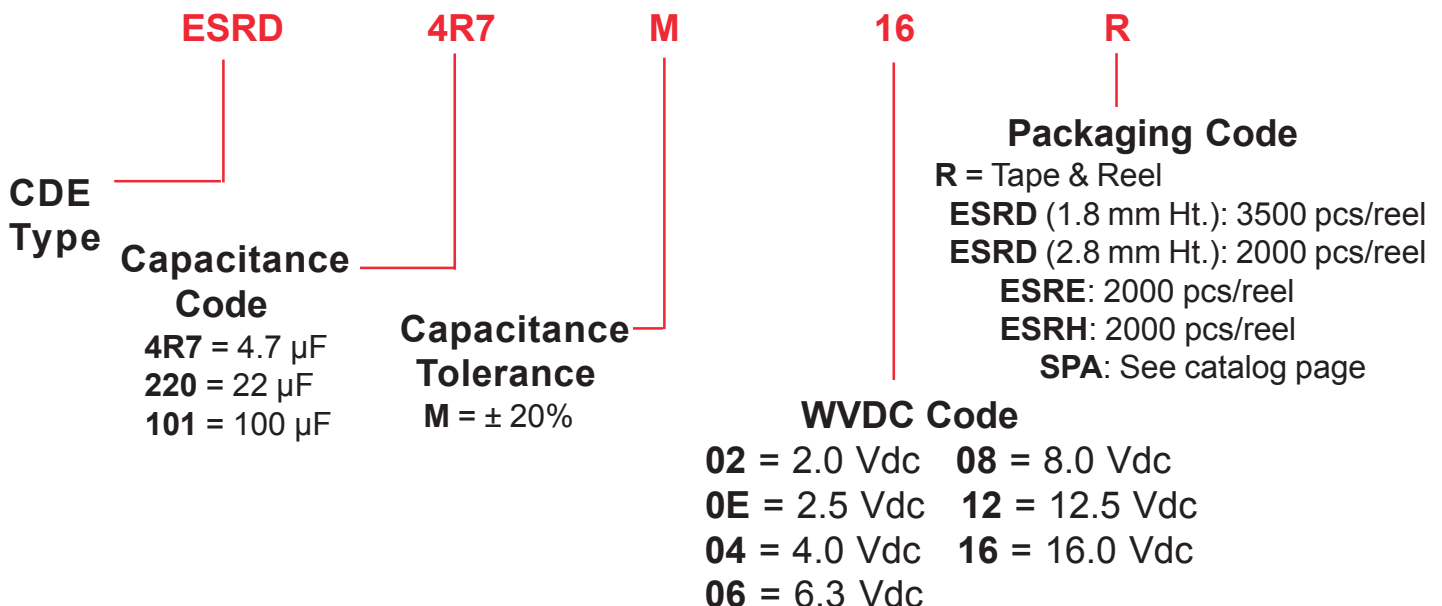 ESRD 4R7 M 16 R
CDE
Type
Capacitance
Code
4R7 = 4.7 µF
220 = 22 µF
101 = 100 µF
Capacitance
Tolerance
M = ± 20%
WVDC Code
02 = 2.0 Vdc 08 = 8.0 Vdc
0E = 2.5 Vdc 12 = 12.5 Vdc
04 = 4.0 Vdc 16 = 16.0 Vdc
06 = 6.3 Vdc
Packaging Code
R = Tape & Reel
ESRD (1.8 mm Ht.): 3500 pcs/reel
ESRD (2.8 mm Ht.): 2000 pcs/reel
ESRE: 2000 pcs/reel
ESRH: 2000 pcs/reel
SPA: See catalog page